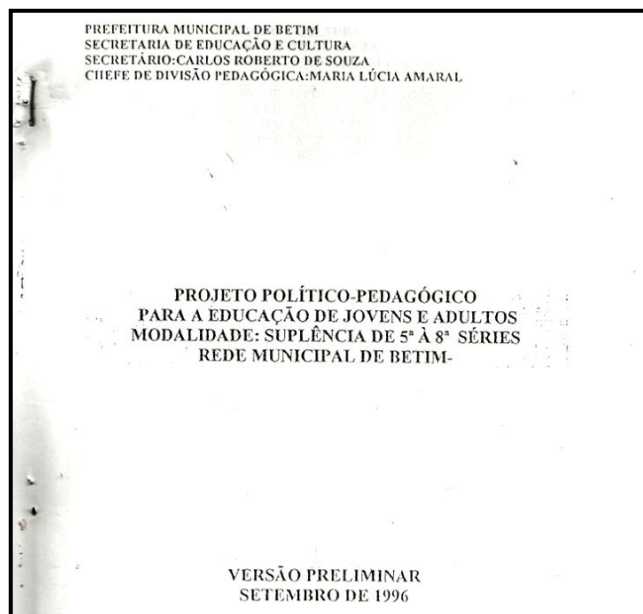 PREFEITURA MUNICIPAL DE BETIM
SECRETARIA DE EDUCAÇÃO E CULTURA
SECRETÁRIO:CARLOS ROBERTO DE SOUZA
CHEFE DE DIVISÃO PEDAGÓGICA:MARIA LÚCIA AMARAL
PROJETO POLÍTICO-PEDAGÓGICO
PARA A EDUCAÇÃO DE JOVENS E ADULTOS
MODALIDADE: SUPLÊNCIA DE 5ª À 8ª SÉRIES
REDE MUNICIPAL DE BETIM-
VERSÃO PRELIMINAR
SETEMBRO DE 1996